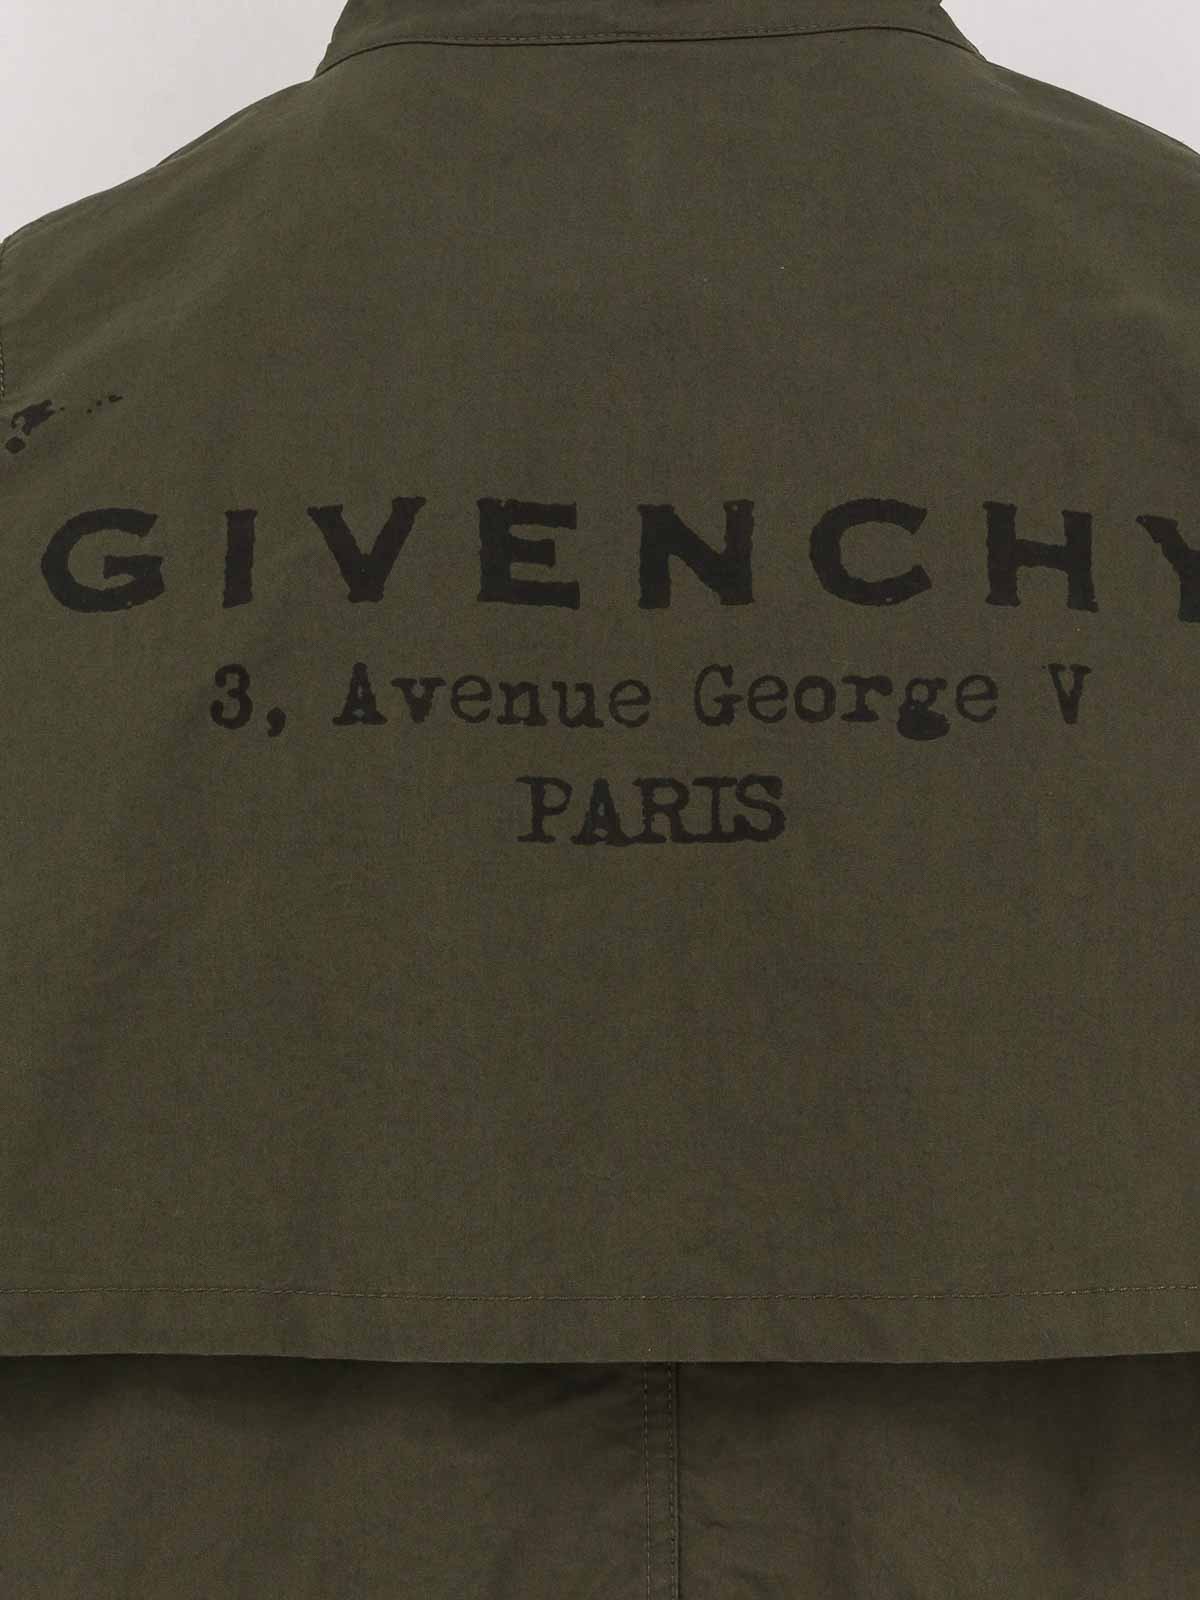 GIVENCHY
3, Avenue George V
PARIS